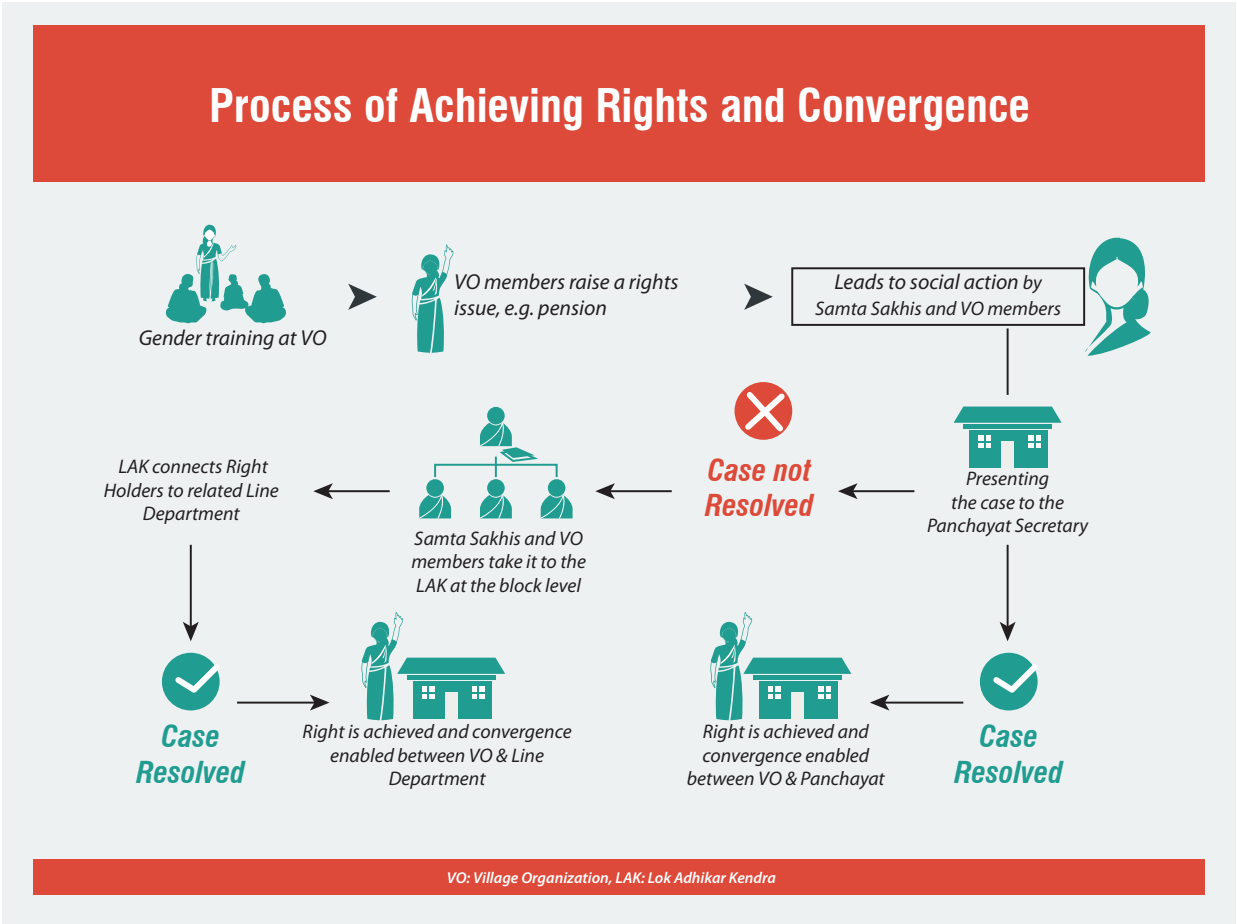 Process of Achieving Rights and Convergence
Gender training at VO
VO members raise a rights
issue, e.g. pension
Leads to social action by
Samta Sakhis and VO members
Presenting
the case to the
Panchayat Secretary
Case not
Resolved
Samta Sakhis and VO
members take it to the
LAK at the block level
LAK connects Right
Holders to related Line
Department
Case
Resolved
Right is achieved and convergence
enabled between VO & Line
Department
Right is achieved and
convergence enabled
between VO & Panchayat
Case
Resolved
VO: Village Organization, LAK: Lok Adhikar Kendra